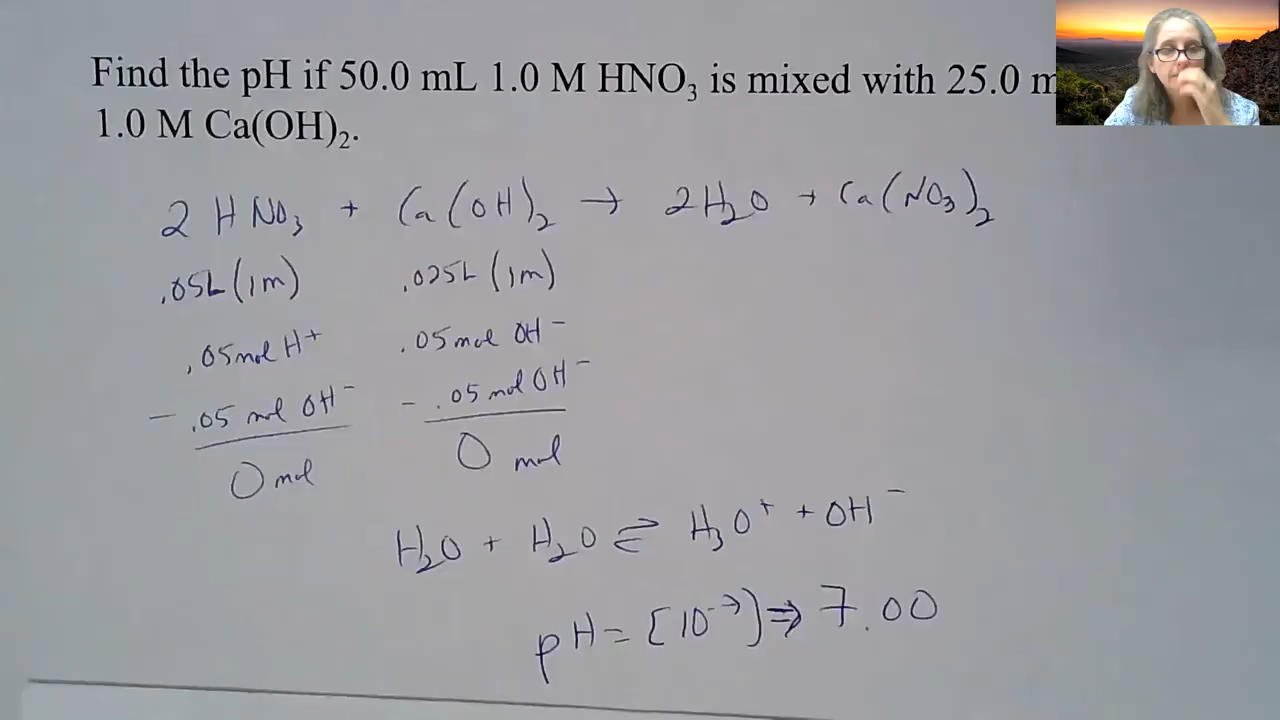 Find the pH if 50.0 mL 1.0 M HNO₃ is mixed with 25.0 m
1.0 M Ca(OH)₂.
2 HNO₃ + Ca(OH)₂ → 2H₂O + Ca(NO₃)₂
.05L (1m) .025L (1m)
.05 mol H⁺ .05 mol OH⁻
- .05 mol OH⁻ - .05 mol OH⁻
0 mol 0 mol
H₂O + H₂O ⇌ H₃O⁺ + OH⁻
pH = [10⁻⁷] ⇒ 7.00